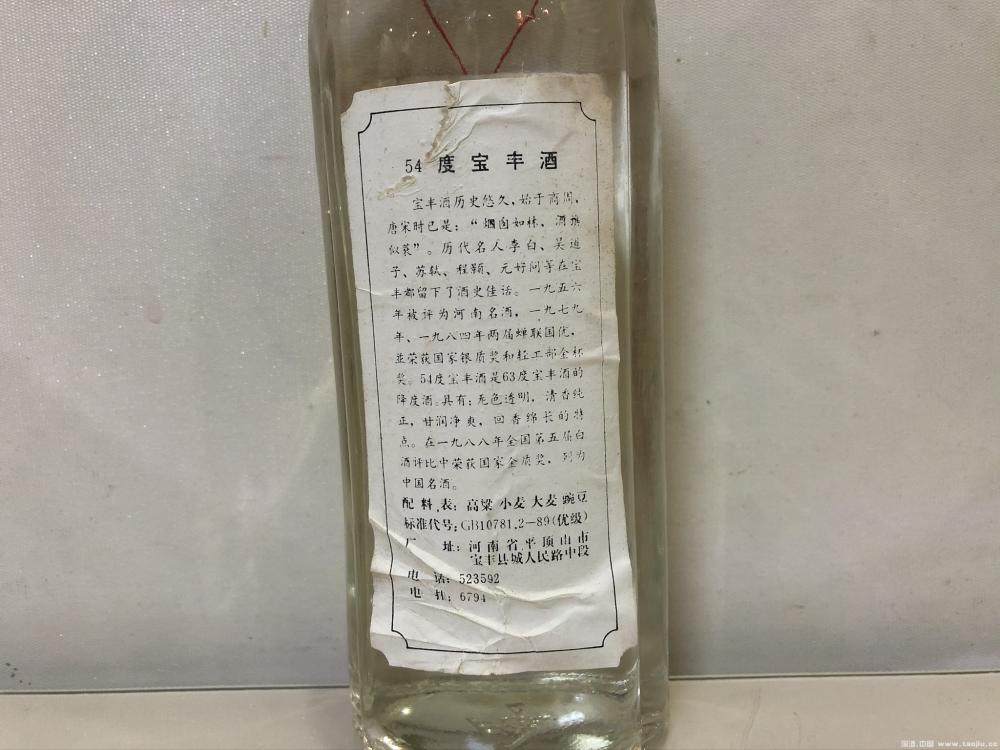 54 度宝丰酒
宝丰酒历史悠久,始于商周,
唐宋时已是:“烟囱如林,酒旗
似荻”。历代名人李白、吴道
子、苏轼、程颢、元好问等在宝
丰都留下了酒史佳话。一九五六
年被评为河南名酒,一九七九
年、一九八四年两届蝉联国优,
並荣获国家银质奖和轻工部金杯
奖。54度宝丰酒是63度宝丰酒的
降度酒。具有:无色透明,清香纯
正,甘润净爽,回香绵长的特
点。在一九八八年全国第五届白
酒评比中荣获国家金质奖,列为
中国名酒。
配料表:高粱 小麦 大麦 豌豆
标准代号:GB10781.2—89(优级)
厂 址:河南省平顶山市
宝丰县城人民路中段
电 话:523592
电 挂:6794
淘酒.中国 www.taojiu.cc